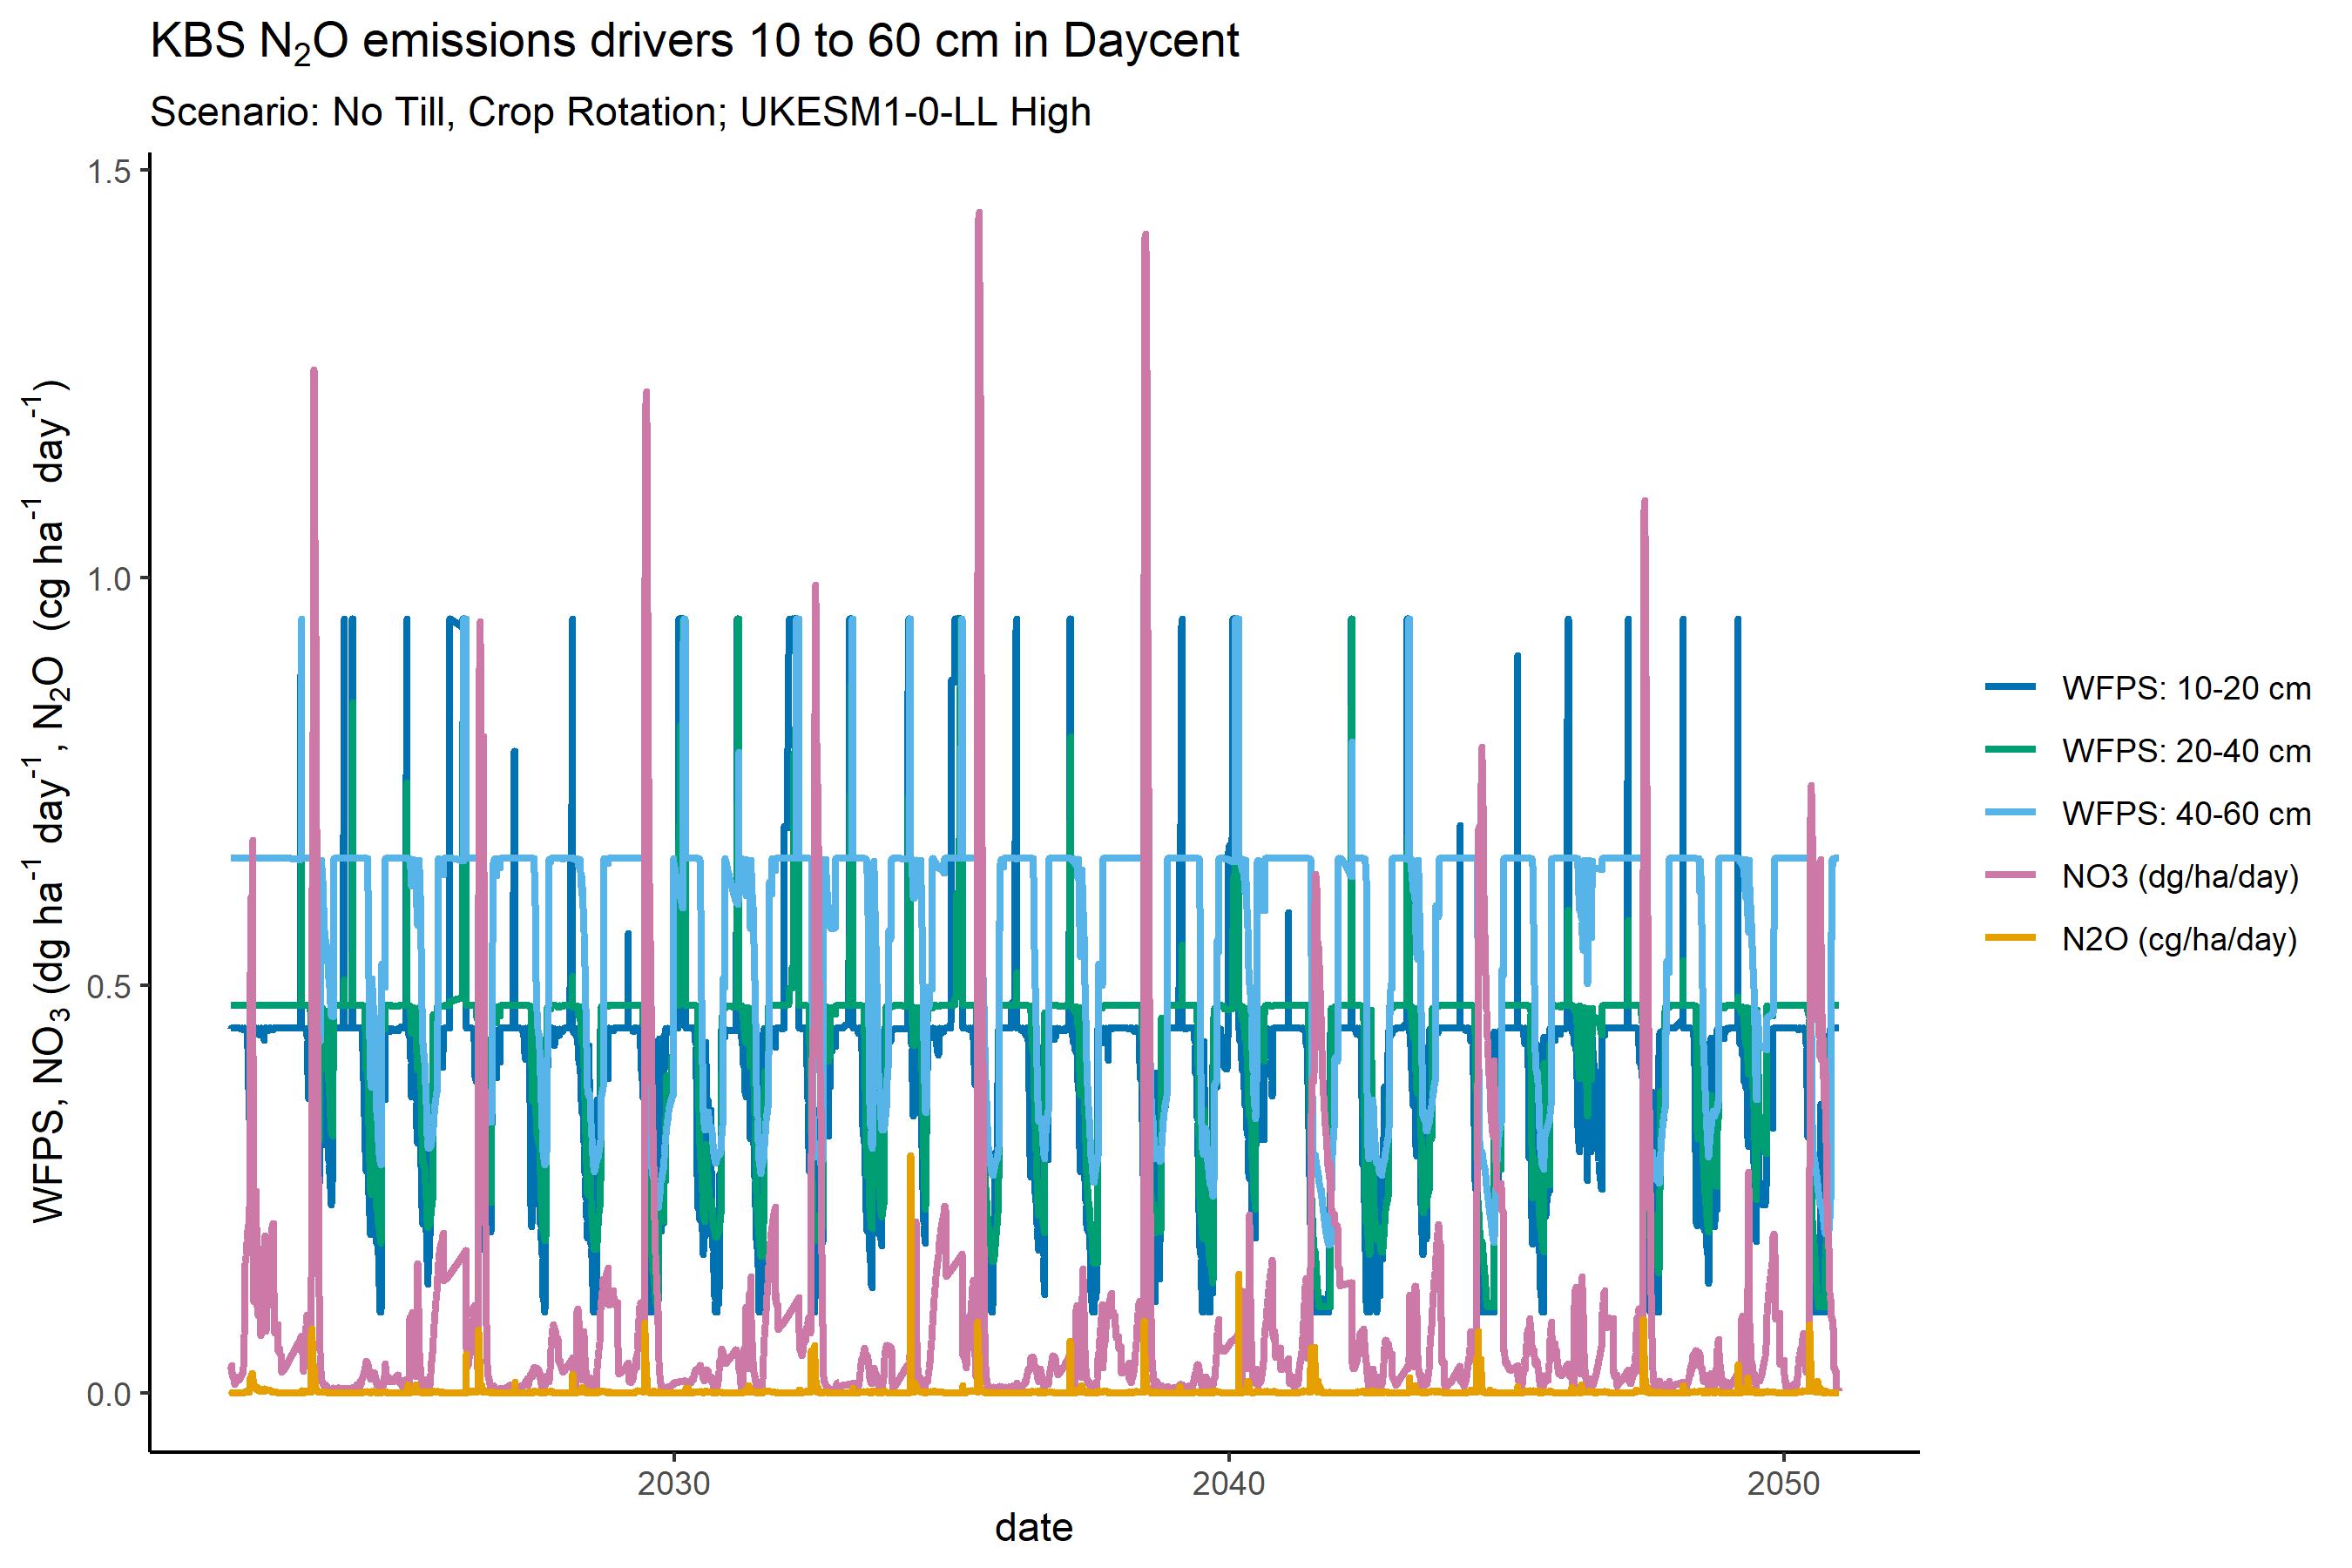 KBS N₂O emissions drivers 10 to 60 cm in Daycent
Scenario: No Till, Crop Rotation; UKESM1-0-LL High
WFPS, NO₃ (dg ha⁻¹ day⁻¹, N₂O (cg ha⁻¹ day⁻¹)
1.5
1.0
0.5
0.0
2030
2040
2050
date
WFPS: 10-20 cm
WFPS: 20-40 cm
WFPS: 40-60 cm
NO3 (dg/ha/day)
N2O (cg/ha/day)